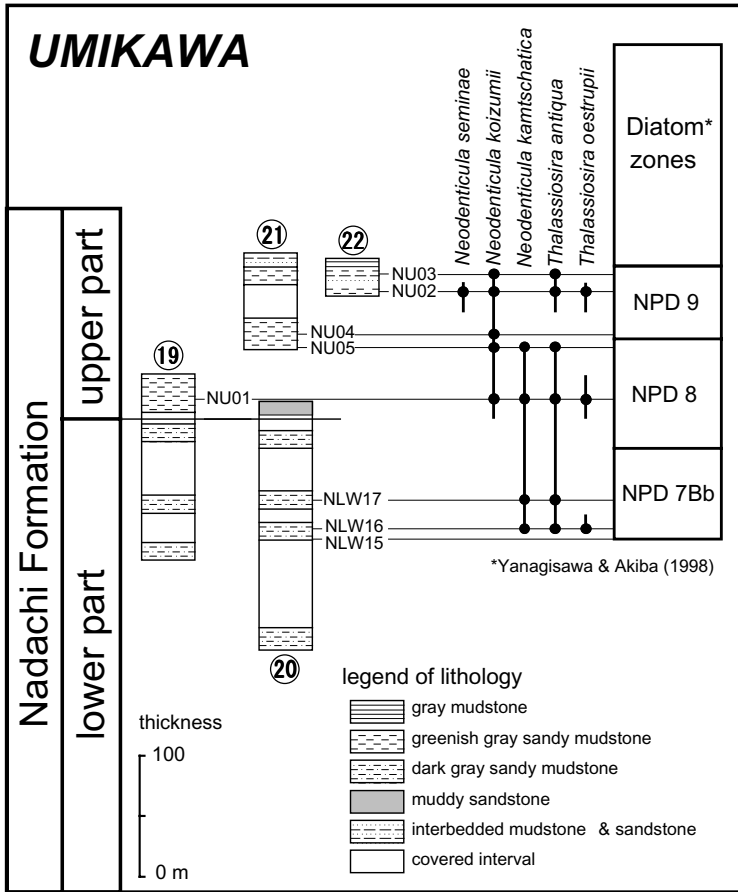 UMIKAWA
Neodenticula seminae
Neodenticula koizumii
Neodenticula kamtschatica
Thalassiosira antiqua
Thalassiosira oestrupii
Diatom*
zones
Nadachi Formation
upper part
lower part
21
22
NU03
NU02
NPD 9
NU04
NU05
19
NU01
NPD 8
NLW17
NPD 7Bb
NLW16
NLW15
*Yanagisawa & Akiba (1998)
20
legend of lithology
gray mudstone
greenish gray sandy mudstone
dark gray sandy mudstone
muddy sandstone
interbedded mudstone & sandstone
covered interval
thickness
100
0 m